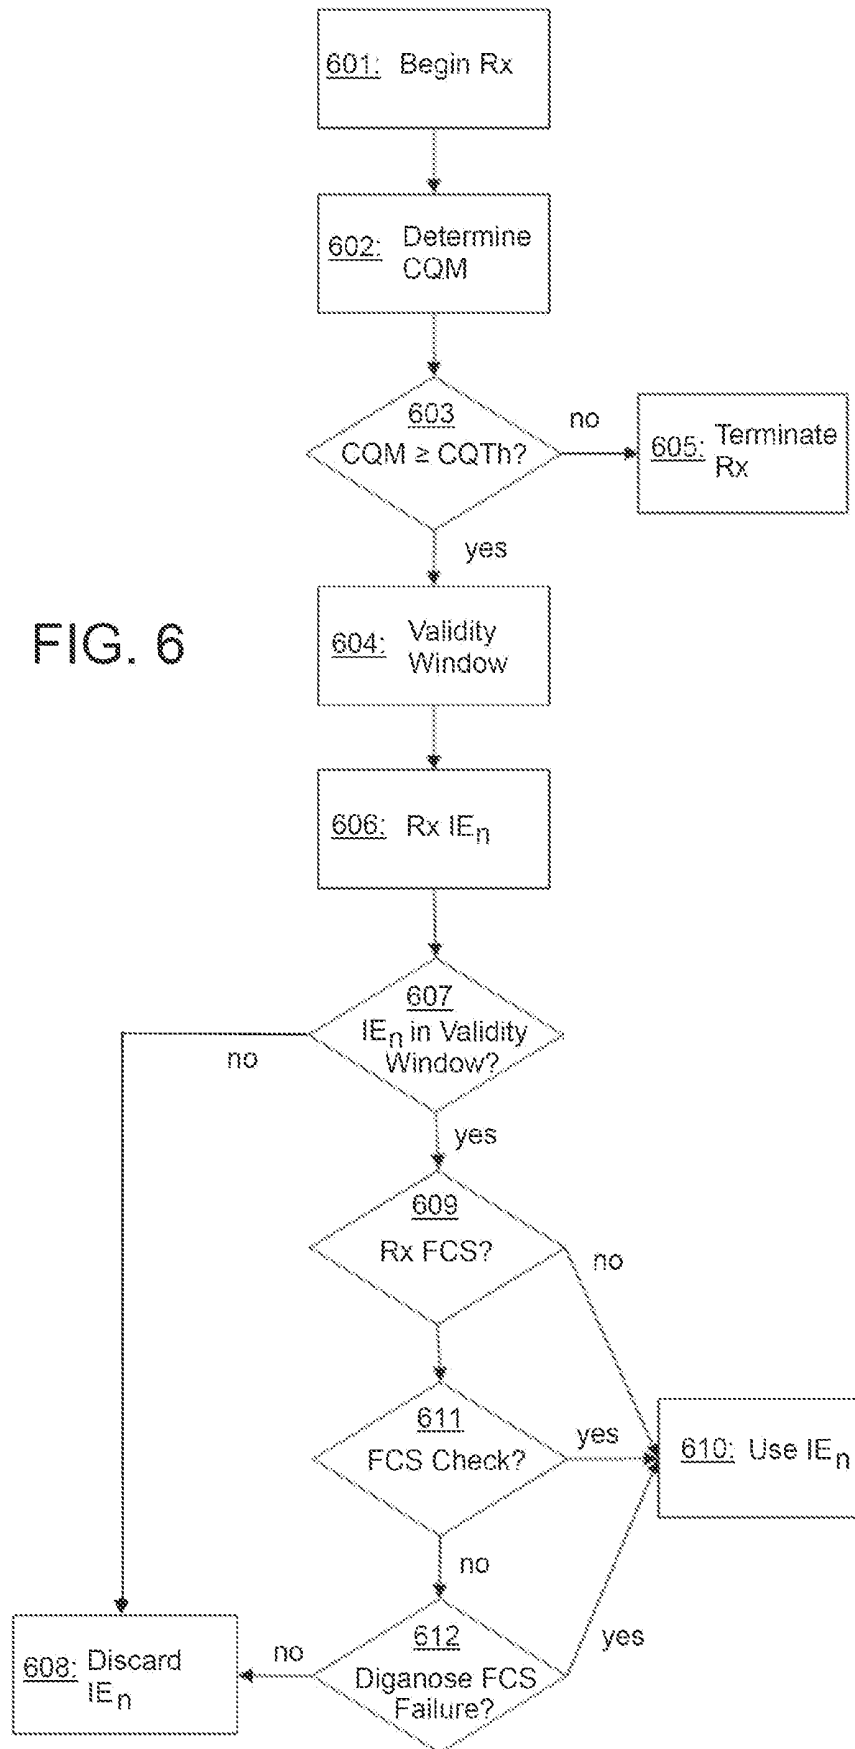 601: Begin Rx
602: Determine
CQM
603
CQM ≥ CQTh?
no
605: Terminate
Rx
yes
FIG. 6
604: Validity
Window
606: Rx IEn
607
IEn in Validity
Window?
no
yes
609
Rx FCS?
no
611
FCS Check?
yes
610: Use IEn
no
612
Diganose FCS
Failure?
yes
no
608: Discard
IEn